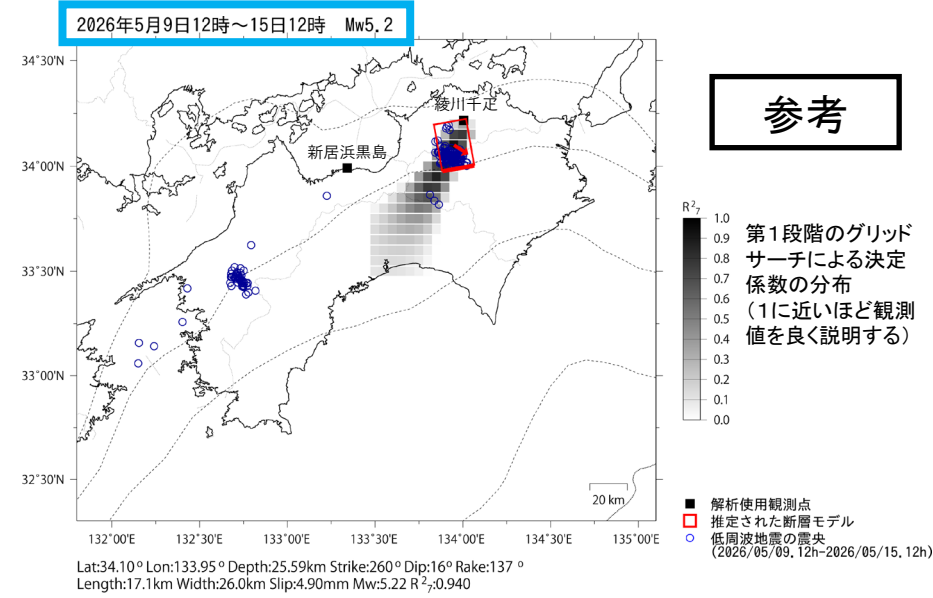 2026年5月9日12時～15日12時　Mw5.2
参考
34˚30'N
34˚00'N
33˚30'N
33˚00'N
32˚30'N
綾川千疋
新居浜黒島
20 km
132˚00'E
132˚30'E
133˚00'E
133˚30'E
134˚00'E
134˚30'E
135˚00'E
R²₇
1.0
0.9
0.8
0.7
0.6
0.5
0.4
0.3
0.2
0.1
0.0
第１段階のグリッド
サーチによる決定
係数の分布
（１に近いほど観測
値を良く説明する）
解析使用観測点
推定された断層モデル
低周波地震の震央
(2026/05/09.12h-2026/05/15.12h)
Lat:34.10 º Lon:133.95 º Depth:25.59km Strike:260 º Dip:16º Rake:137 º
Length:17.1km Width:26.0km Slip:4.90mm Mw:5.22 R ²₇:0.940